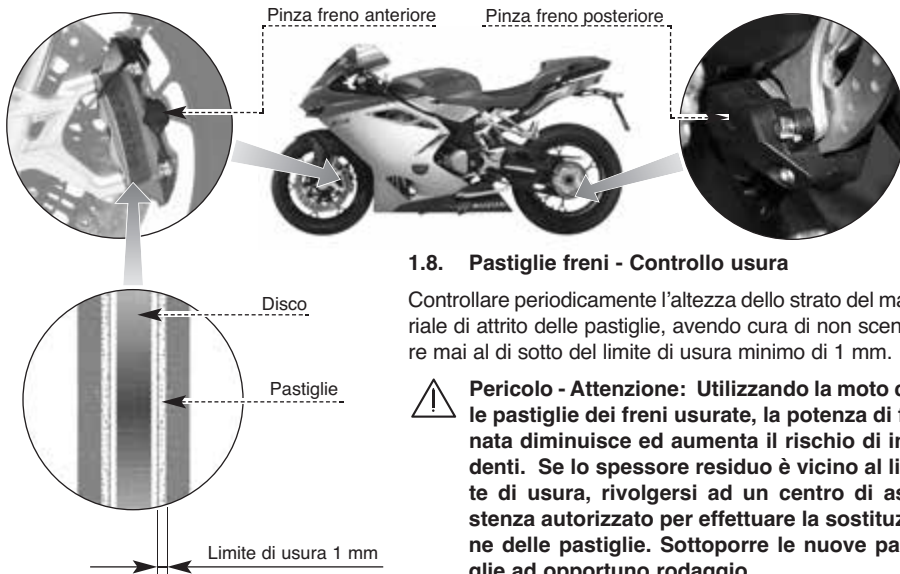 Pinza freno anteriore
Pinza freno posteriore
1.8. Pastiglie freni - Controllo usura
Controllare periodicamente l'altezza dello strato del ma
riale di attrito delle pastiglie, avendo cura di non scen
re mai al di sotto del limite di usura minimo di 1 mm.
Pericolo - Attenzione: Utilizzando la moto c
le pastiglie dei freni usurate, la potenza di f
nata diminuisce ed aumenta il rischio di in
denti. Se lo spessore residuo è vicino al li
te di usura, rivolgersi ad un centro di as
stenza autorizzato per effettuare la sostituz
ne delle pastiglie. Sottoporre le nuove pa
glie ad opportuno rodaggio
Disco
Pastiglie
Limite di usura 1 mm